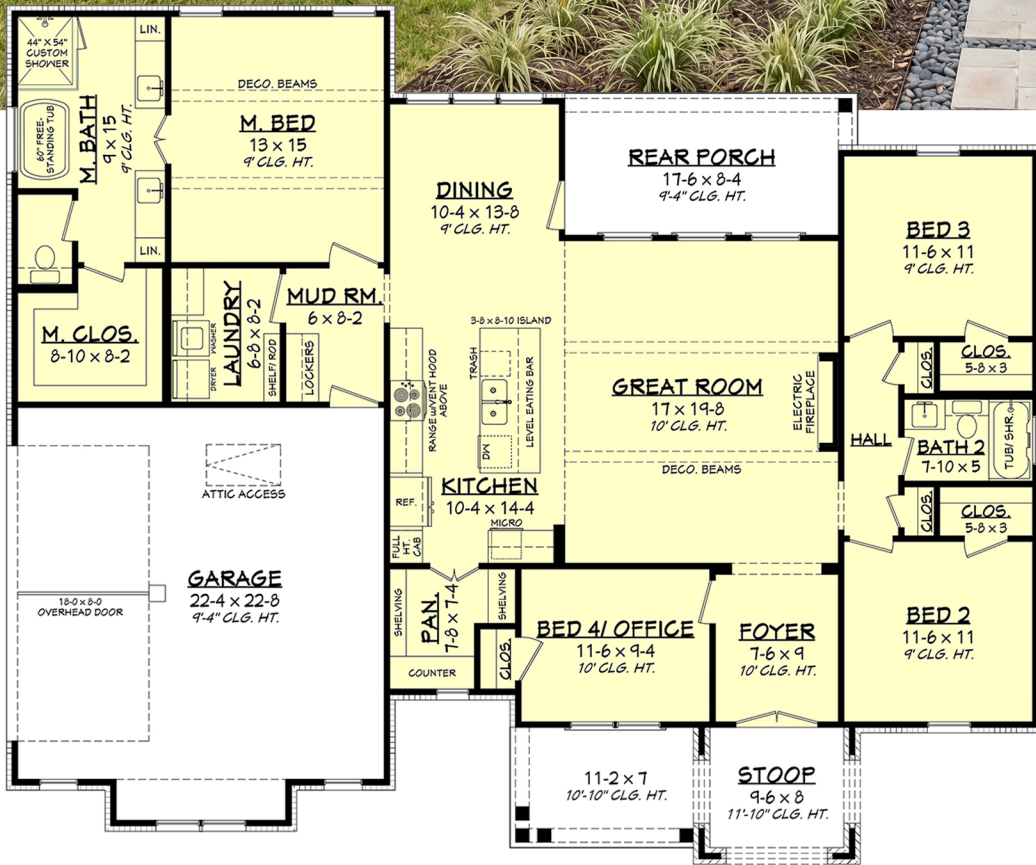 44" X 54"
CUSTOM
SHOWER
LIN.
60" FREE-
STANDING TUB
M. BATH
9 x 15
9' CLG. HT.
LIN.
DECO. BEAMS
M. BED
13 x 15
9' CLG. HT.
DINING
10-4 x 13-8
9' CLG. HT.
REAR PORCH
17-6 x 8-4
9'-4" CLG. HT.
BED 3
11-6 x 11
9' CLG. HT.
M. CLOS.
8-10 x 8-2
WASHER
DRYER
LAUNDRY
6-8 x 8-2
SHELF/ ROD
MUD RM.
6 x 8-2
LOCKERS
RANGE w/VENT HOOD
ABOVE
3-8 x 8-10 ISLAND
TRASH
LEVEL EATING BAR
DW
GREAT ROOM
17 x 19-8
10' CLG. HT.
ELECTRIC
FIREPLACE
DECO. BEAMS
CLOS.
CLOS.
5-8 x 3
HALL
BATH 2
7-10 x 5
TUB/ SHR.
CLOS.
CLOS.
5-8 x 3
ATTIC ACCESS
REF.
KITCHEN
10-4 x 14-4
MICRO
FULL
HT.
CAB
GARAGE
22-4 x 22-8
9'-4" CLG. HT.
18-0 x 8-0
OVERHEAD DOOR
SHELVING
PAN.
7-8 x 7-4
SHELVING
COUNTER
CLOS.
BED 4/ OFFICE
11-6 x 9-4
10' CLG. HT.
FOYER
7-6 x 9
10' CLG. HT.
BED 2
11-6 x 11
9' CLG. HT.
11-2 x 7
10'-10" CLG. HT.
STOOP
9-6 x 8
11'-10" CLG. HT.